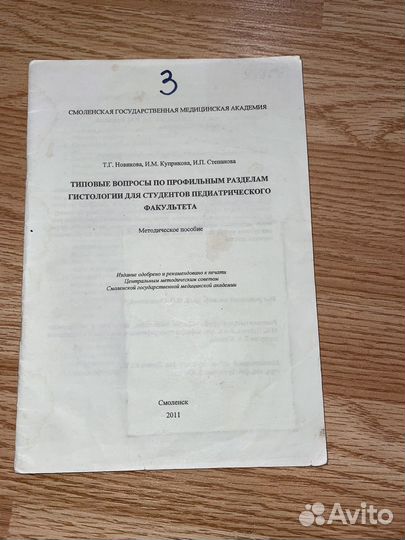 3
СМОЛЕНСКАЯ ГОСУДАРСТВЕННАЯ МЕДИЦИНСКАЯ АКАДЕМИЯ
Т.Г. Новикова, И.М. Куприкова, И.П. Степанова
ТИПОВЫЕ ВОПРОСЫ ПО ПРОФИЛЬНЫМ РАЗДЕЛАМ
ГИСТОЛОГИИ ДЛЯ СТУДЕНТОВ ПЕДИАТРИЧЕСКОГО
ФАКУЛЬТЕТА
Методическое пособие
Издание одобрено и рекомендовано к печати
Центральным методическим советом
Смоленской государственной медицинской академии
Смоленск
2011
Avito